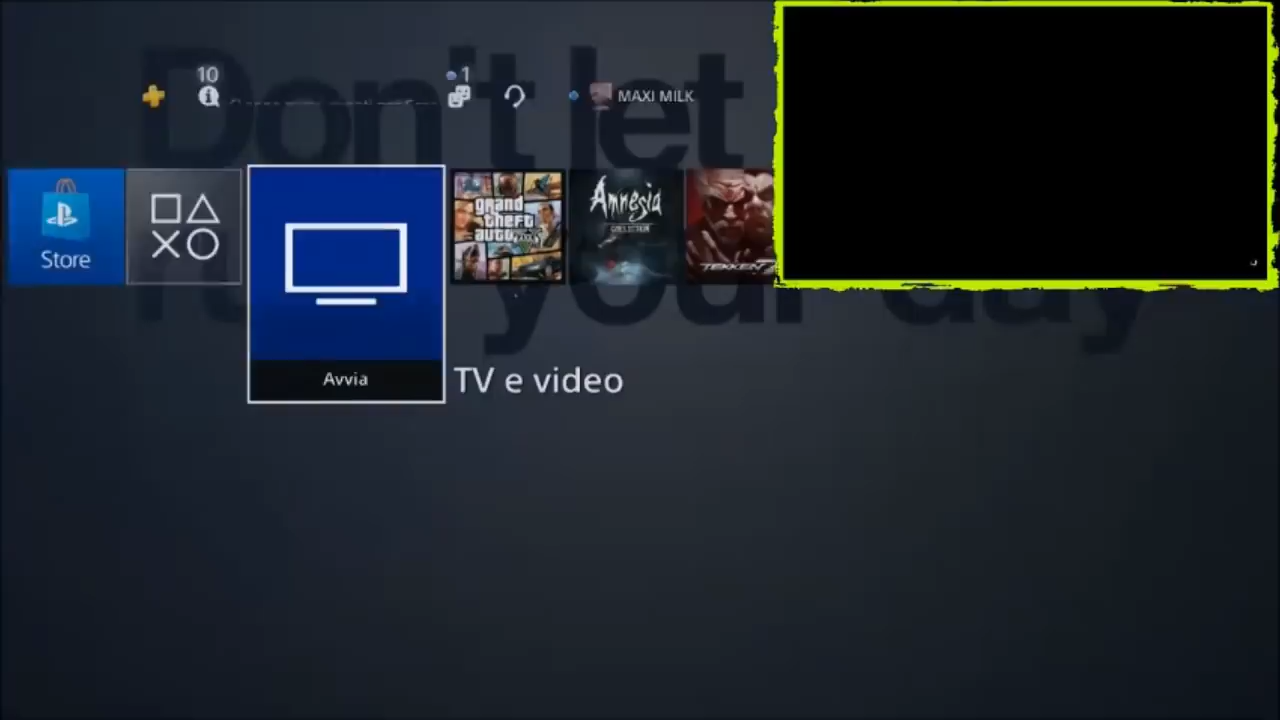 Don't let
your day
10
1
MAXI MILK
Store
grand
theft
auto
Amnesia
COLLECTION
TEKKEN 7
Avvia
TV e video